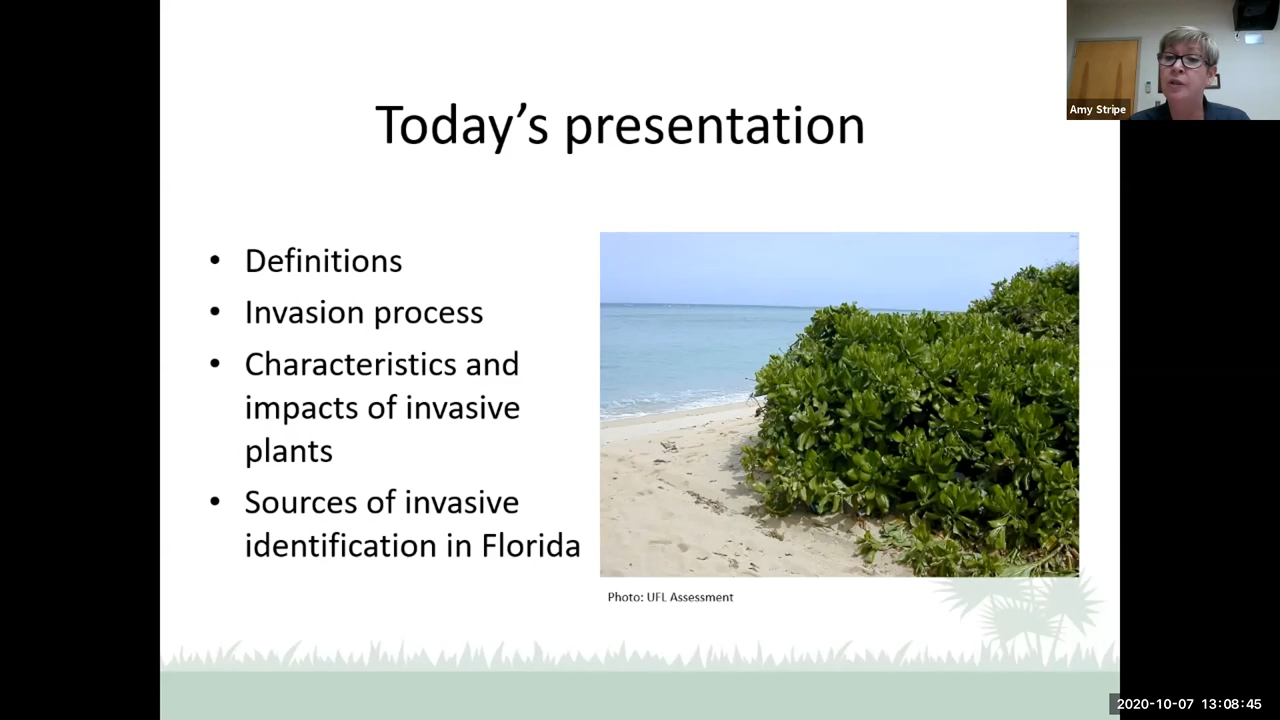 Today's presentation
Amy Stripe
• Definitions
• Invasion process
• Characteristics and
impacts of invasive
plants
• Sources of invasive
identification in Florida
Photo: UFL Assessment
2020-10-07 13:08:45